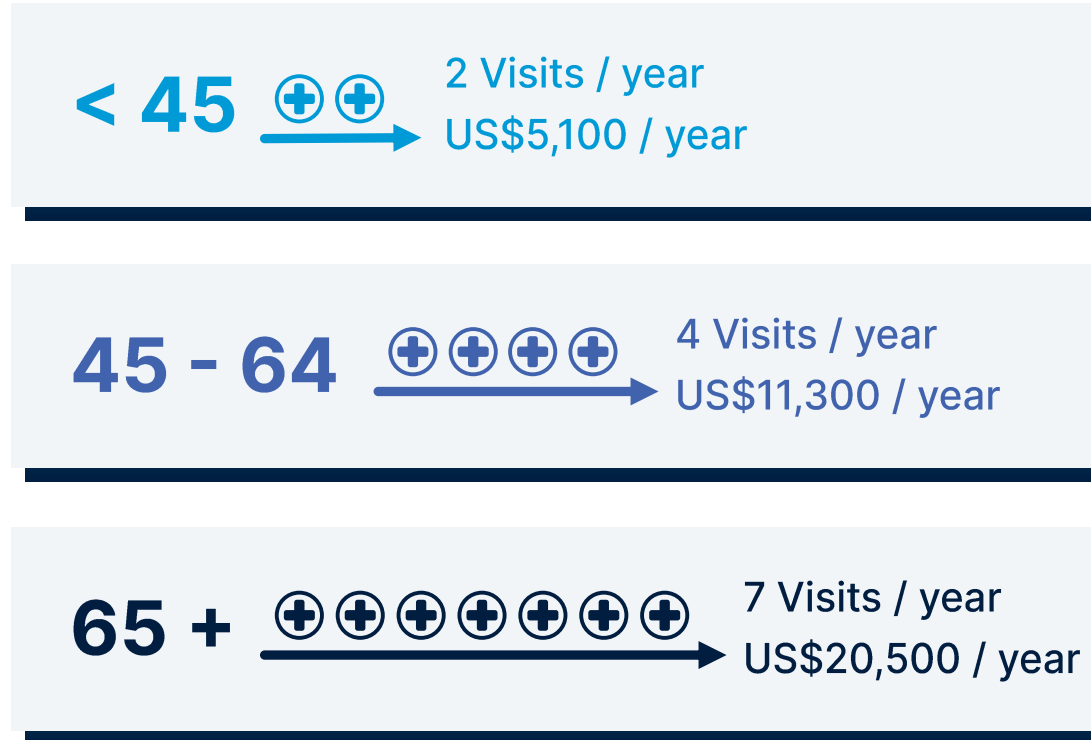 < 45
2 Visits / year
US$5,100 / year
45 - 64
4 Visits / year
US$11,300 / year
65 +
7 Visits / year
US$20,500 / year